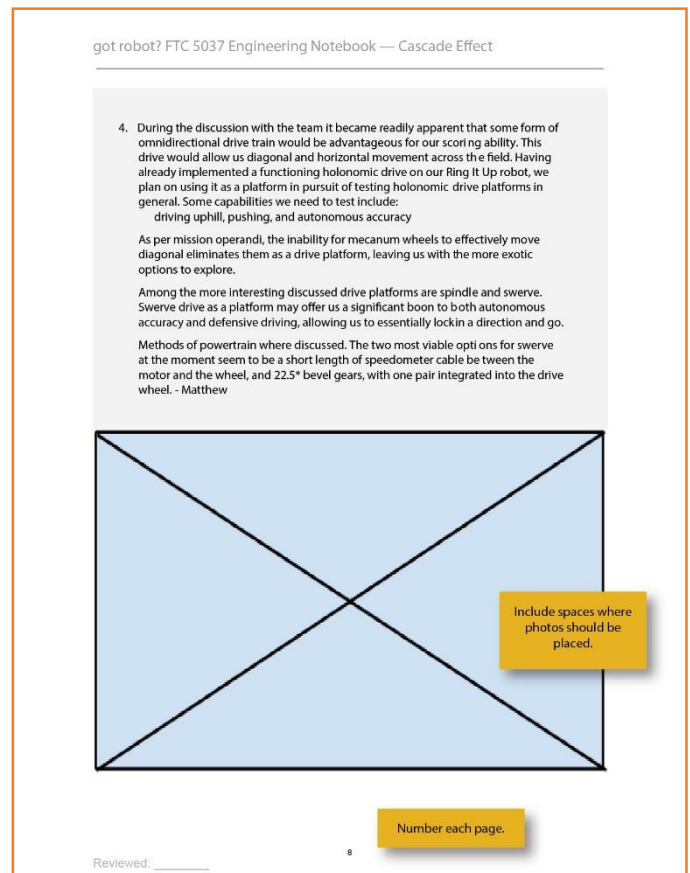 got robot? FTC 5037 Engineering Notebook — Cascade Effect
4. During the discussion with the team it became readily apparent that some form of
omnidirectional drive train would be advantageous for our scoring ability. This
drive would allow us diagonal and horizontal movement across the field. Having
already implemented a functioning holonomic drive on our Ring It Up robot, we
plan on using it as a platform in pursuit of testing holonomic drive platforms in
general. Some capabilities we need to test include:
driving uphill, pushing, and autonomous accuracy
As per mission operandi, the inability for mecanum wheels to effectively move
diagonal eliminates them as a drive platform, leaving us with the more exotic
options to explore.
Among the more interesting discussed drive platforms are spindle and swerve.
Swerve drive as a platform may offer us a significant boon to both autonomous
accuracy and defensive driving, allowing us to essentially lockin a direction and go.
Methods of powertrain where discussed. The two most viable opti ons for swerve
at the moment seem to be a short length of speedometer cable be tween the
motor and the wheel, and 22.5* bevel gears, with one pair integrated into the drive
wheel. - Matthew
Include spaces where
photos should be
placed.
Number each page.
8
Reviewed: ________